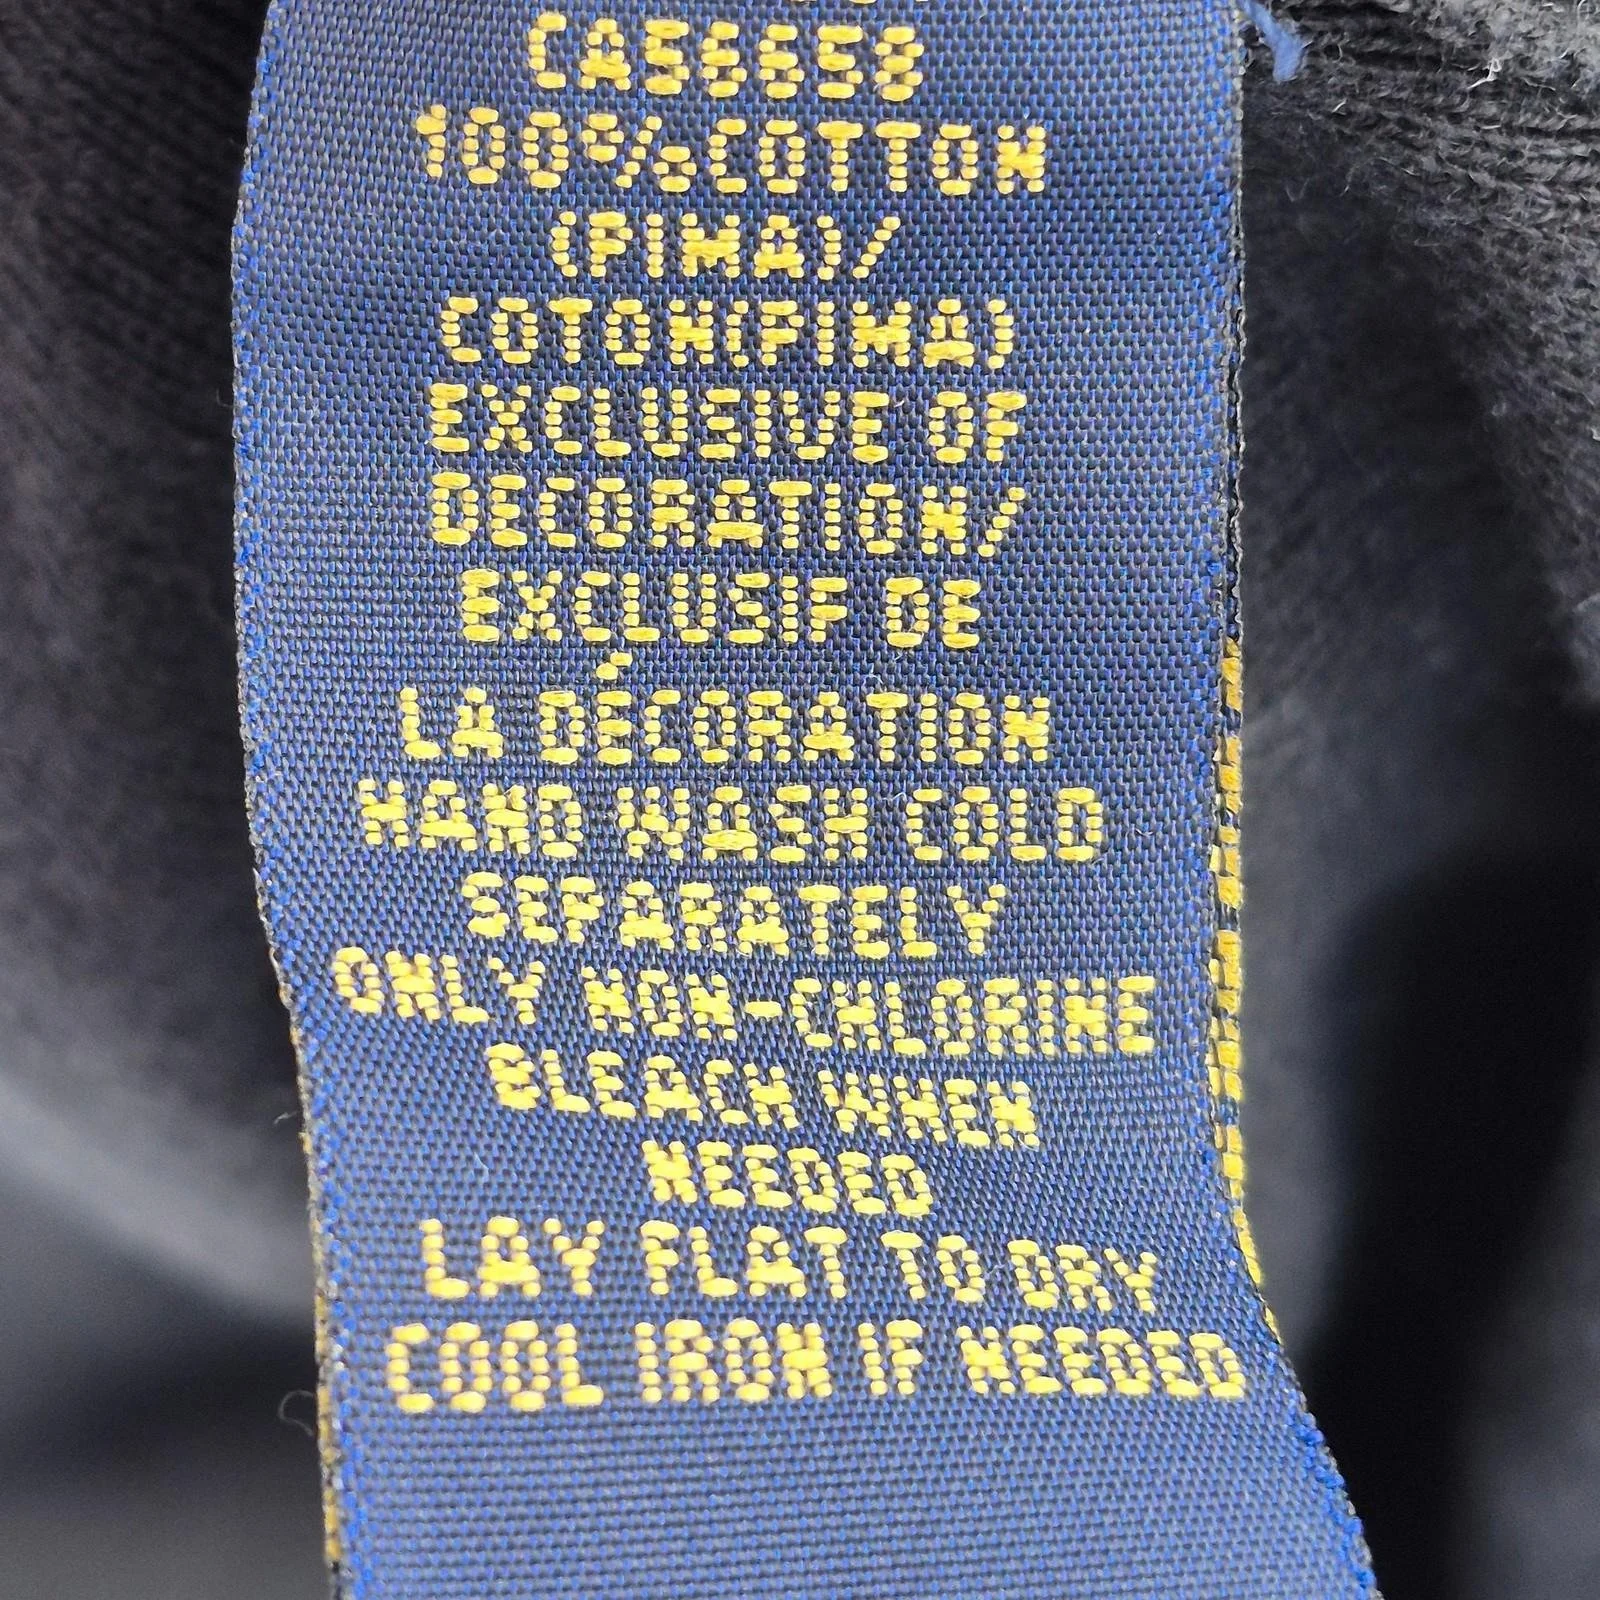 CA56658
100%COTTON
(PIMA)/
COTON(PIMA)
EXCLUSIVE OF
DECORATION/
EXCLUSIF DE
LA DÉCORATION
HAND WASH COLD
SEPARATELY
ONLY NON-CHLORINE
BLEACH WHEN
NEEDED
LAY FLAT TO DRY
COOL IRON IF NEEDED